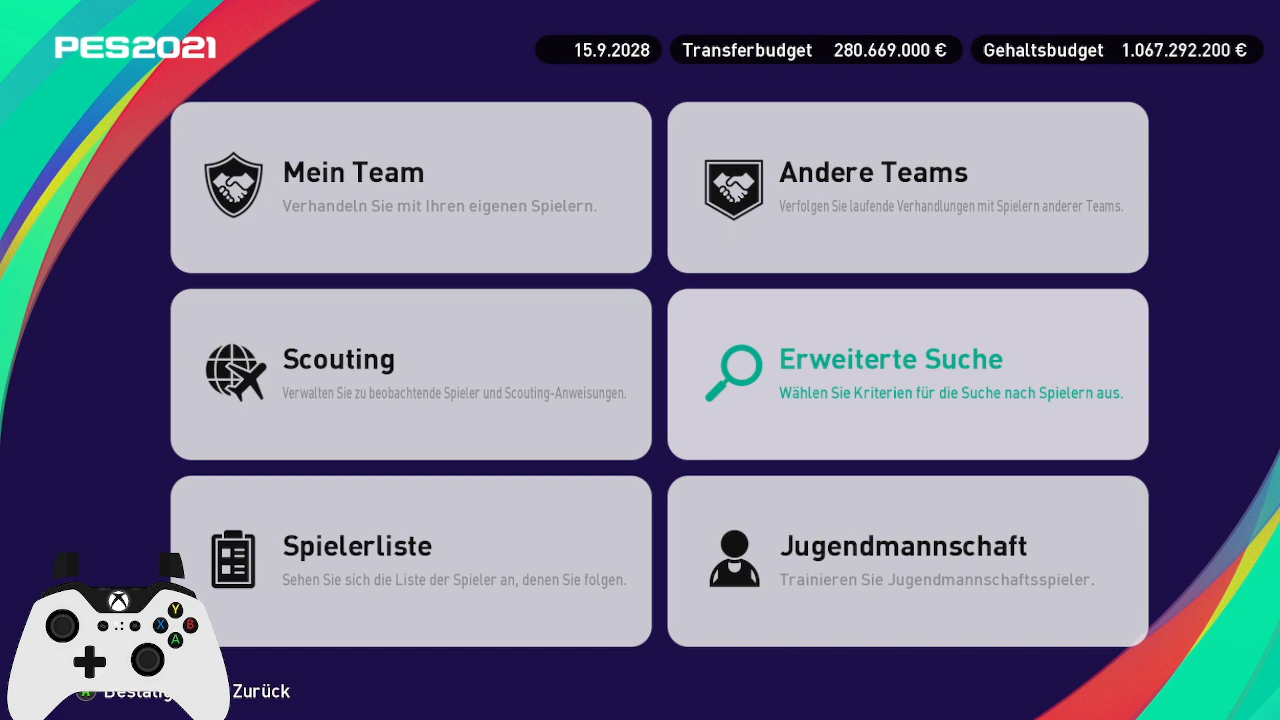 PES2021
15.9.2028 Transferbudget 280.669.000 € Gehaltsbudget 1.067.292.200 €
Mein Team
Verhandeln Sie mit Ihren eigenen Spielern.
Andere Teams
Verfolgen Sie laufende Verhandlungen mit Spielern anderer Teams.
Scouting
Verwalten Sie zu beobachtende Spieler und Scouting-Anweisungen.
Erweiterte Suche
Wählen Sie Kriterien für die Suche nach Spielern aus.
Spielerliste
Sehen Sie sich die Liste der Spieler an, denen Sie folgen.
Jugendmannschaft
Trainieren Sie Jugendmannschaftsspieler.
Y
X B
A
A Zurück